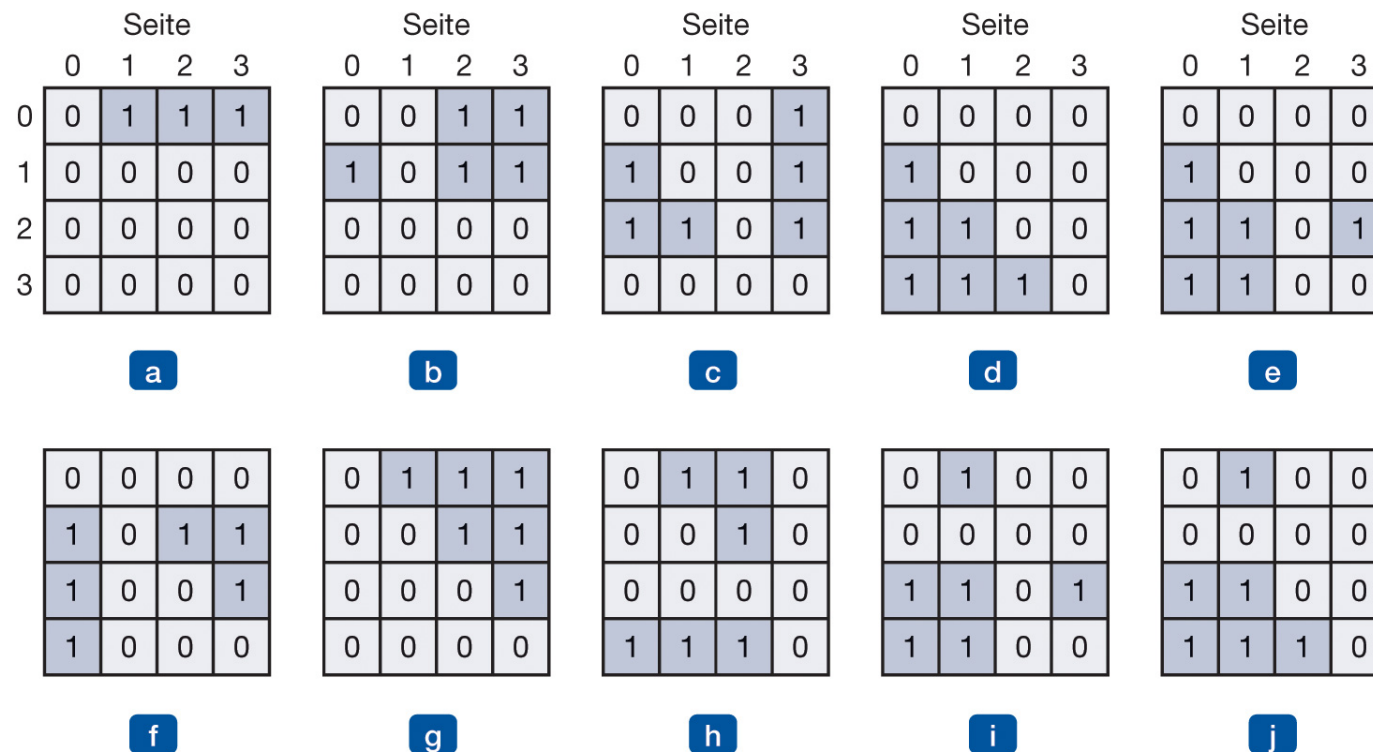 Seite Seite Seite Seite Seite
0 1 2 3 0 1 2 3 0 1 2 3 0 1 2 3 0 1 2 3
0 0 1 1 1 0 0 1 1 0 0 0 1 0 0 0 0 0 0 0 0
1 0 0 0 0 1 0 1 1 1 0 0 1 1 0 0 0 1 0 0 0
2 0 0 0 0 0 0 0 0 1 1 0 1 1 1 0 0 1 1 0 1
3 0 0 0 0 0 0 0 0 0 0 0 0 1 1 1 0 1 1 0 0
a b c d e
0 0 0 0 0 1 1 1 0 1 1 0 0 1 0 0 0 1 0 0
1 0 1 1 0 0 1 1 0 0 1 0 0 0 0 0 0 0 0 0
1 0 0 1 0 0 0 1 0 0 0 0 1 1 0 1 1 1 0 0
1 0 0 0 0 0 0 0 1 1 1 0 1 1 0 0 1 1 1 0
f g h i j